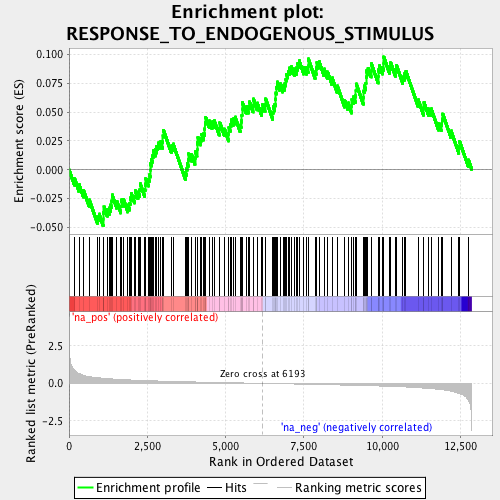 Enrichment plot:
RESPONSE_TO_ENDOGENOUS_STIMULUS
Enrichment score (ES)
0.100
0.075
0.050
0.025
0.000
-0.025
-0.050
'na_pos' (positively correlated)
Ranked list metric (PreRanked)
2.5
0.0
-2.5
Zero cross at 6193
'na_neg' (negatively correlated)
0
2,500
5,000
7,500
10,000
12,500
Rank in Ordered Dataset
Enrichment profile
Hits
Ranking metric scores